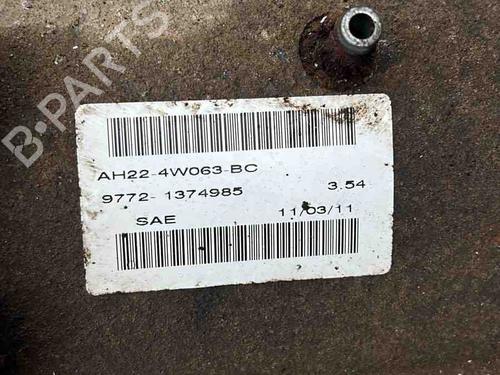 B-PARTS
AH22-4W063-BC
9772- 1374985 3.54
SAE 11/03/11